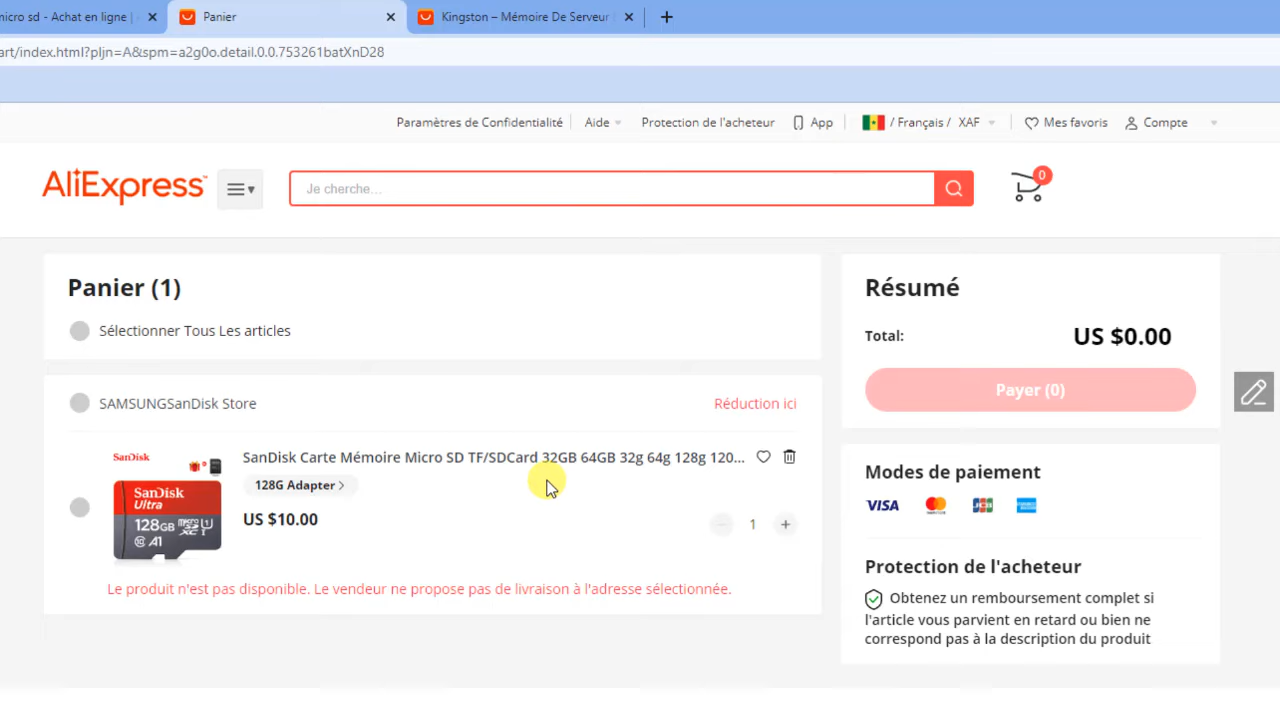 micro sd - Achat en ligne |
Panier
Kingston – Mémoire De Serveur
art/index.html?pljn=A&spm=a2g0o.detail.0.0.753261batXnD28
Paramètres de Confidentialité
Aide
Protection de l'acheteur
App
/ Français / XAF
Mes favoris
Compte
AliExpress
Je cherche...
0
Panier (1)
Sélectionner Tous Les articles
Résumé
Total:
US $0.00
Payer (0)
SAMSUNGSanDisk Store
Réduction ici
SanDisk Carte Mémoire Micro SD TF/SDCard 32GB 64GB 32g 64g 128g 120...
128G Adapter
US $10.00
1
SanDisk
SanDisk
Ultra
128GB
A1
Le produit n'est pas disponible. Le vendeur ne propose pas de livraison à l'adresse sélectionnée.
Modes de paiement
VISA
Protection de l'acheteur
Obtenez un remboursement complet si
l'article vous parvient en retard ou bien ne
correspond pas à la description du produit